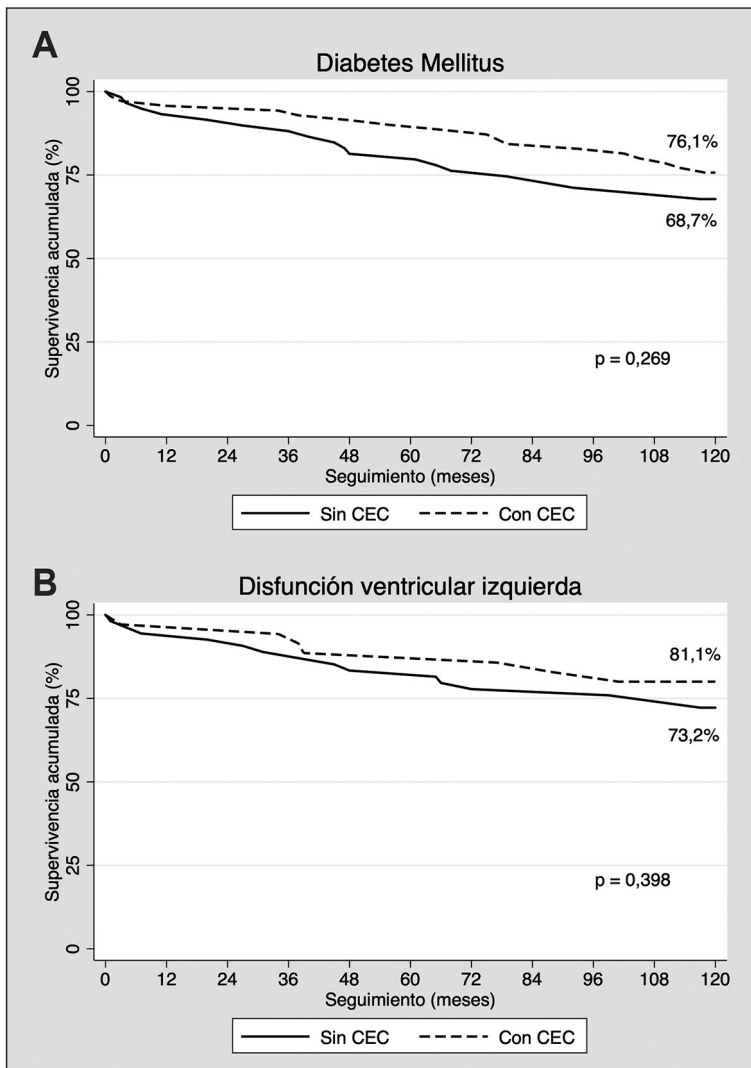 A
Diabetes Mellitus
Supervivencia acumulada (%)
100
75
50
25
0
76,1%
68,7%
p = 0,269
0 12 24 36 48 60 72 84 96 108 120
Seguimiento (meses)
Sin CEC Con CEC
B
Disfunción ventricular izquierda
Supervivencia acumulada (%)
100
75
50
25
0
81,1%
73,2%
p = 0,398
0 12 24 36 48 60 72 84 96 108 120
Seguimiento (meses)
Sin CEC Con CEC